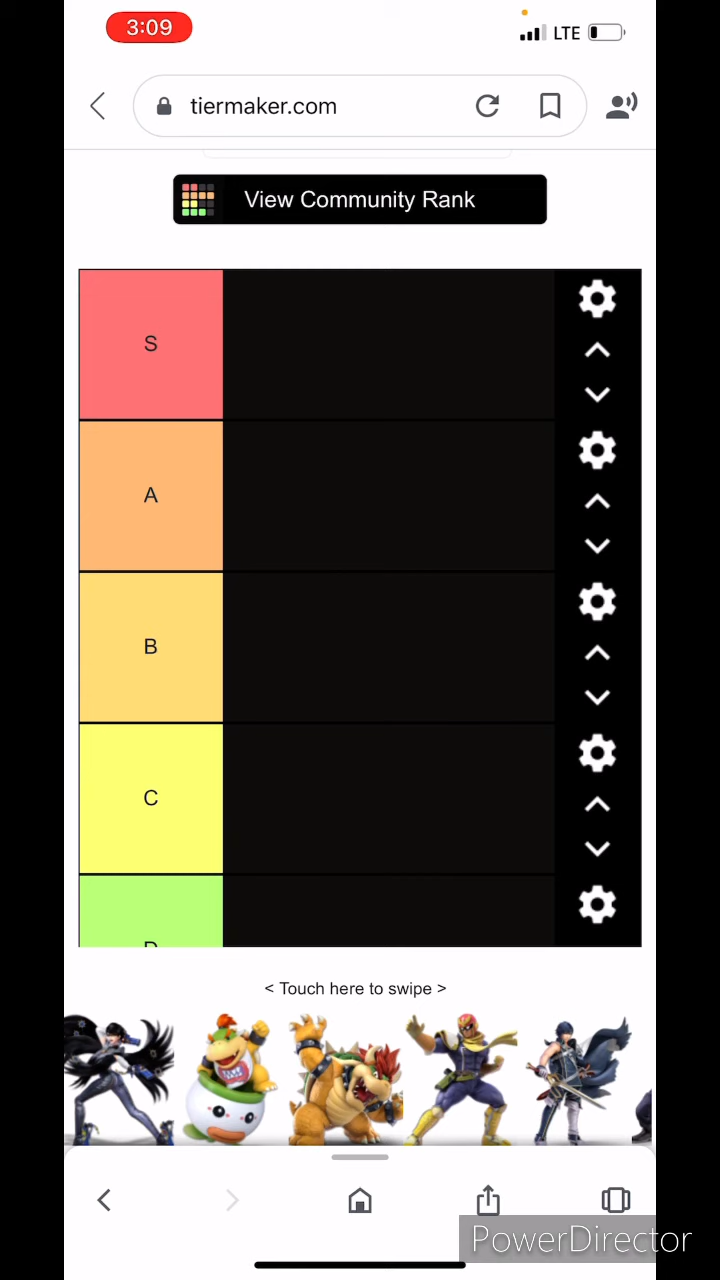 3:09
LTE
tiermaker.com
View Community Rank
S
A
B
C
D
< Touch here to swipe >
PowerDirector